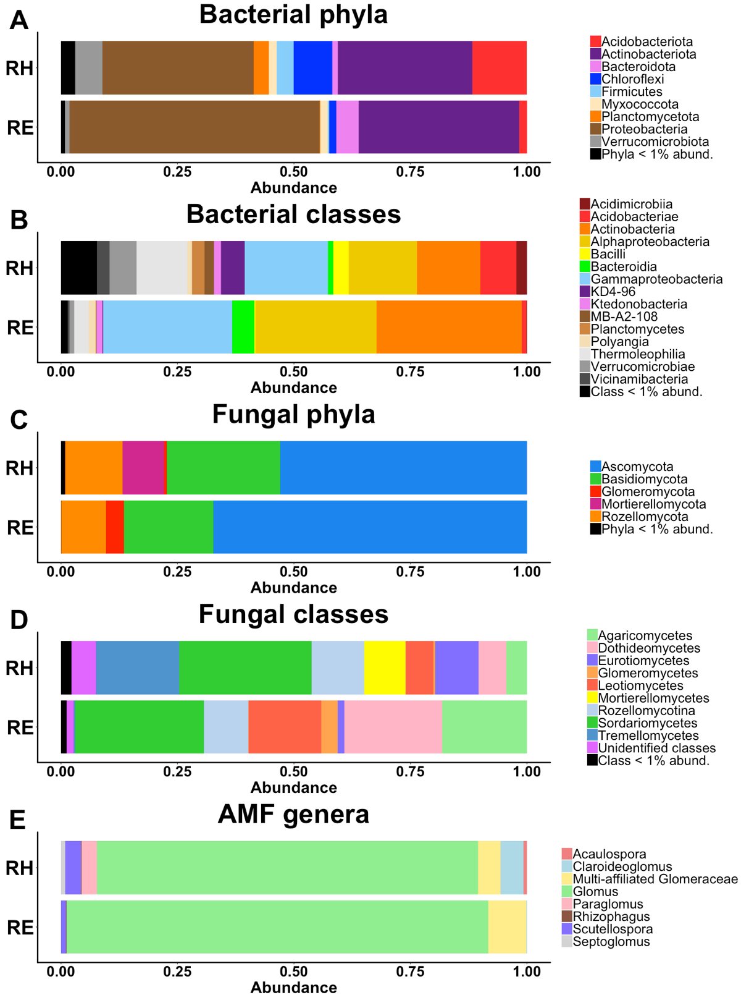 A
Bacterial phyla
RH
RE
0.00 0.25 0.50 0.75 1.00
Abundance
Acidobacteriota
Actinobacteriota
Bacteroidota
Chloroflexi
Firmicutes
Myxococcota
Planctomycetota
Proteobacteria
Verrucomicrobiota
Phyla < 1% abund.
B
Bacterial classes
RH
RE
0.00 0.25 0.50 0.75 1.00
Abundance
Acidimicrobiia
Acidobacteriae
Actinobacteria
Alphaproteobacteria
Bacilli
Bacteroidia
Gammaproteobacteria
KD4-96
Ktedonobacteria
MB-A2-108
Planctomycetes
Polyangia
Thermoleophilia
Verrucomicrobiae
Vicinamibacteria
Class < 1% abund.
C
Fungal phyla
RH
RE
0.00 0.25 0.50 0.75 1.00
Abundance
Ascomycota
Basidiomycota
Glomeromycota
Mortierellomycota
Rozellomycota
Phyla < 1% abund.
D
Fungal classes
RH
RE
0.00 0.25 0.50 0.75 1.00
Abundance
Agaricomycetes
Dothideomycetes
Eurotiomycetes
Glomeromycetes
Leotiomycetes
Mortierellomycetes
Rozellomycotina
Sordariomycetes
Tremellomycetes
Unidentified classes
Class < 1% abund.
E
AMF genera
RH
RE
0.00 0.25 0.50 0.75 1.00
Abundance
Acaulospora
Claroideoglomus
Multi-affiliated Glomeraceae
Glomus
Paraglomus
Rhizophagus
Scutellospora
Septoglomus